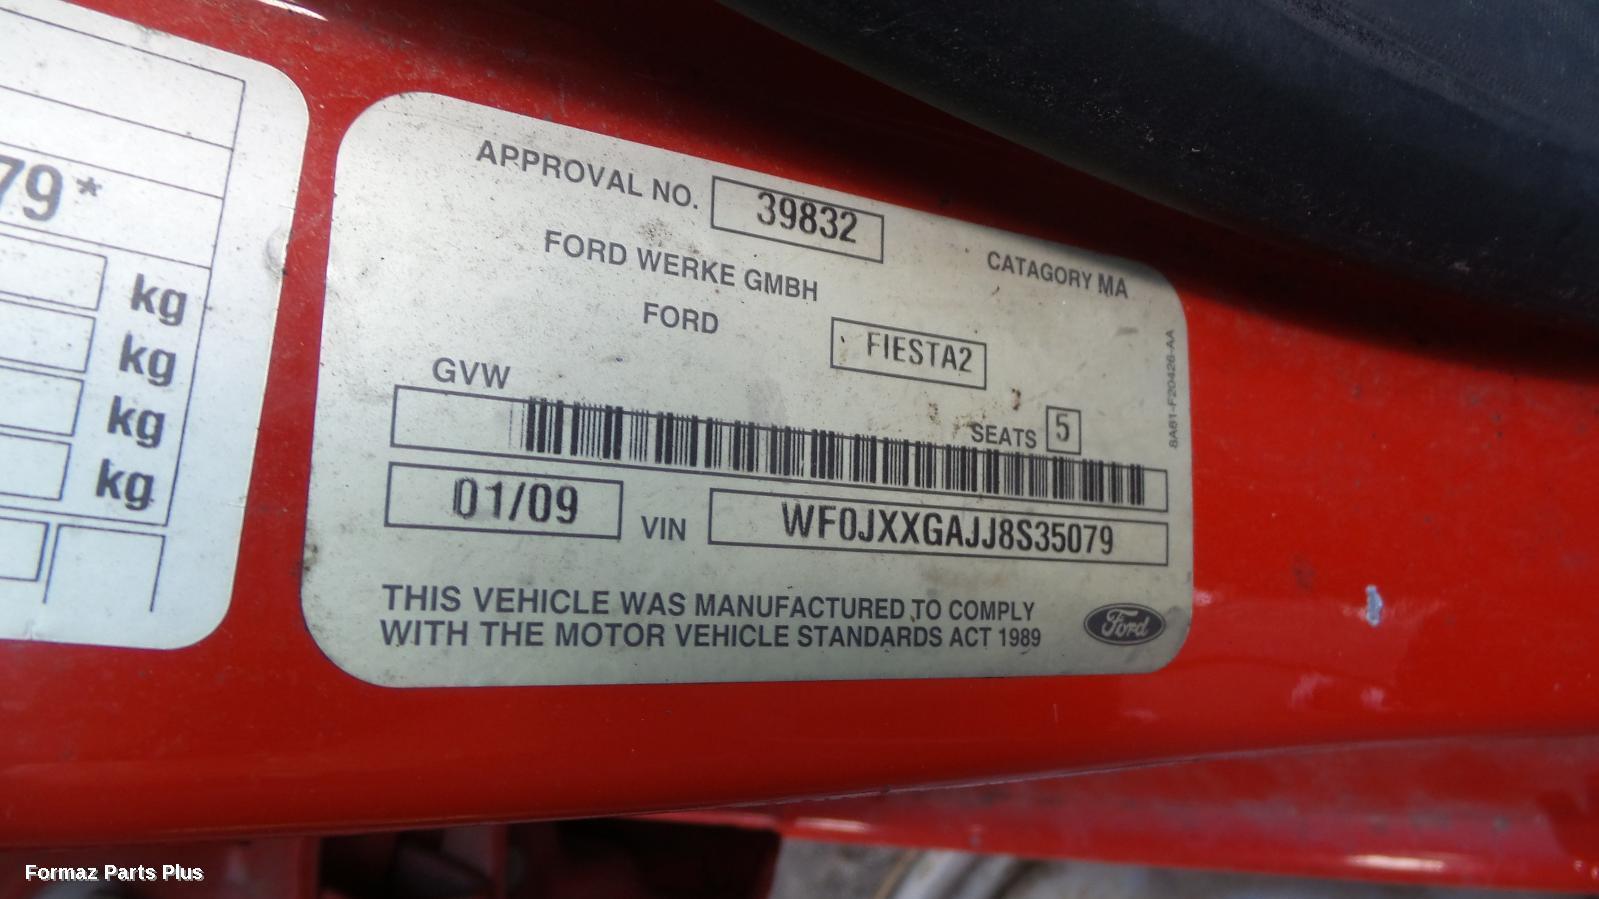 79*
kg
kg
kg
kg
APPROVAL NO. 39832
FORD WERKE GMBH
CATAGORY MA
FORD
FIESTA2
GVW
SEATS 5
01/09
VIN WF0JXXGAJJ8S35079
THIS VEHICLE WAS MANUFACTURED TO COMPLY
WITH THE MOTOR VEHICLE STANDARDS ACT 1989
Ford
8A61-F20426-AA
Formaz Parts Plus